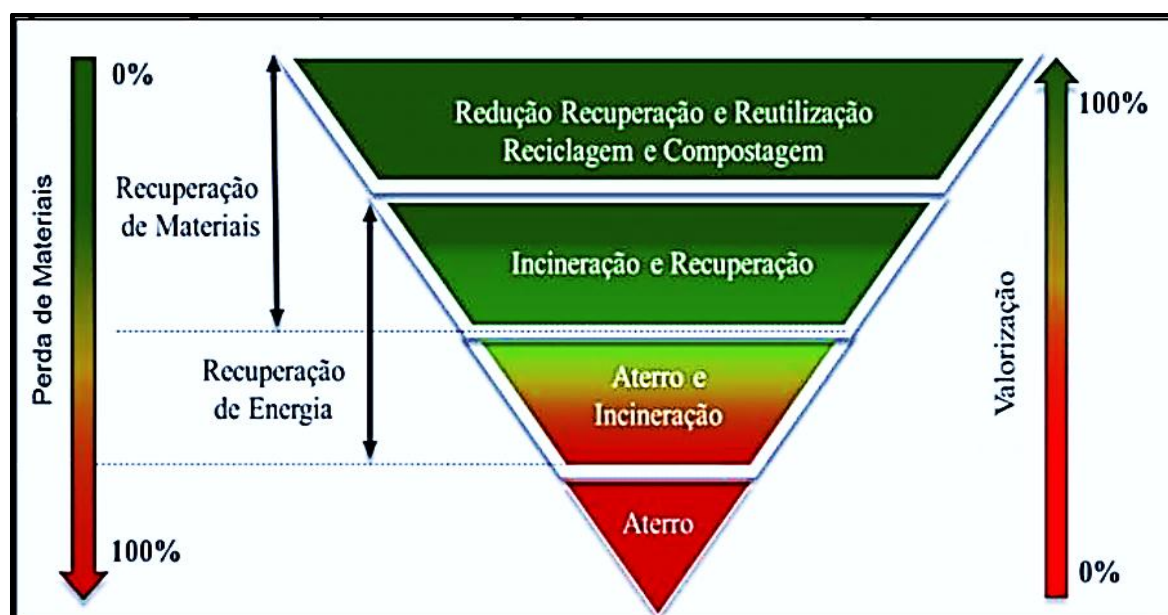 0%
100%
Redução Recuperação e Reutilização
Reciclagem e Compostagem
Recuperação
de Materiais
Incineração e Recuperação
Perda de Materiais
Valorização
Recuperação
de Energia
Aterro e
Incineração
Aterro
100%
0%